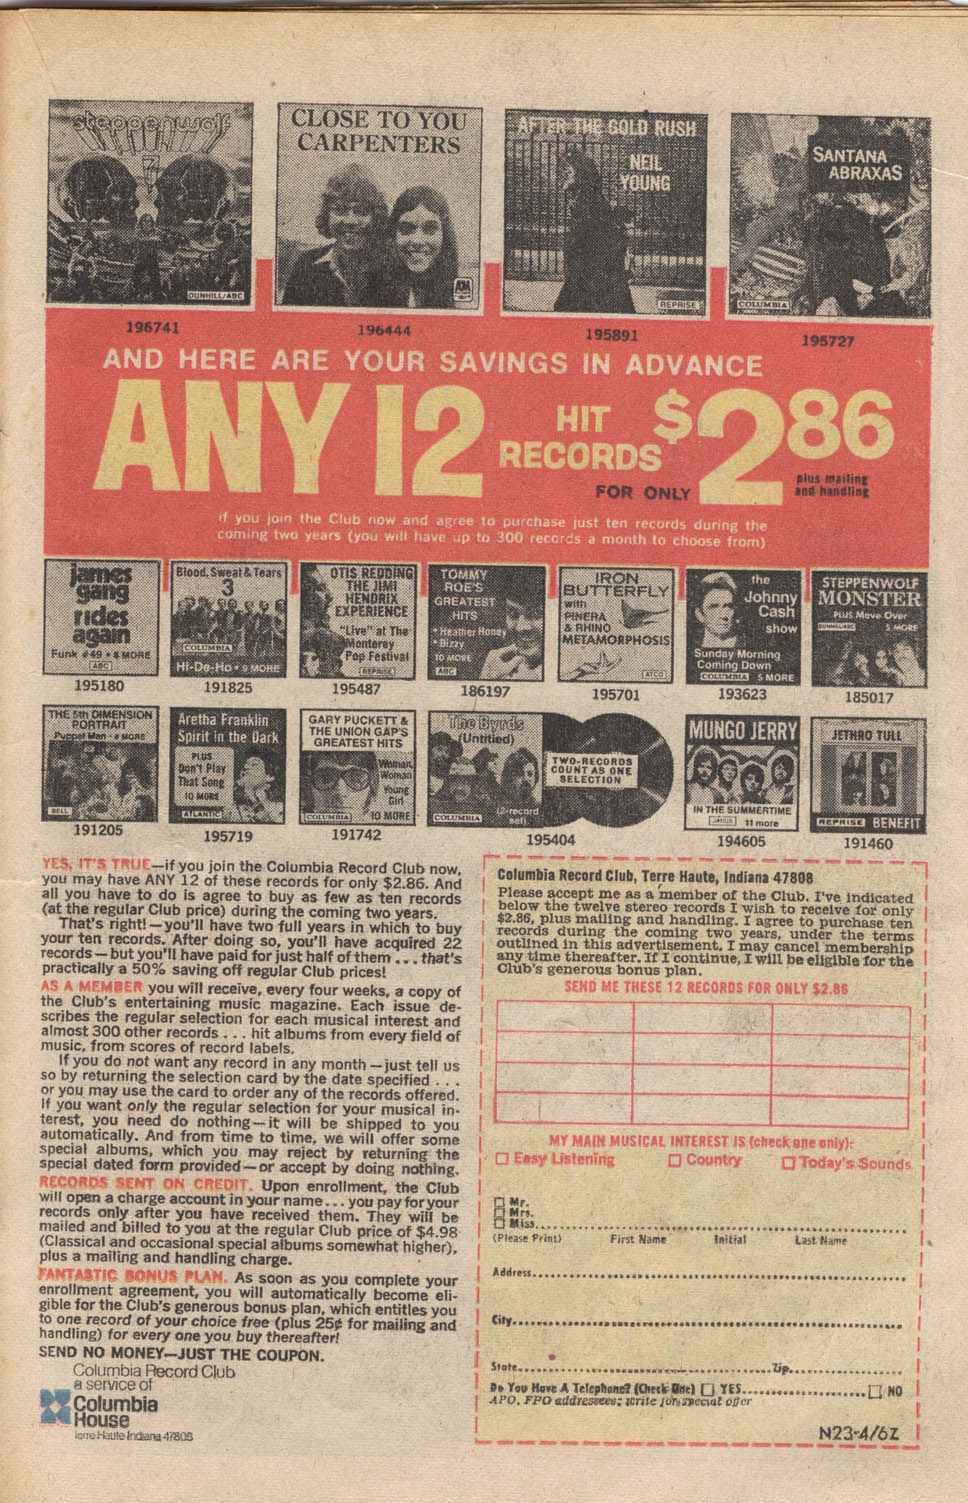 steppenwolf
7
DUNHILL/ABC
CLOSE TO YOU
CARPENTERS
A&M
AFTER THE GOLD RUSH
NEIL
YOUNG
REPRISE
SANTANA
ABRAXAS
COLUMBIA
196741
196444
195891
195727
AND HERE ARE YOUR SAVINGS IN ADVANCE
ANY 12
HIT
RECORDS
FOR ONLY
$2.86
plus mailing
and handling
if you join the Club now and agree to purchase just ten records during the
coming two years (you will have up to 300 records a month to choose from)
james
gang
rides
again
Funk #49 • 8 MORE
ABC
195180
Blood, Sweat & Tears
3
COLUMBIA
Hi-De-Ho • 9 MORE
191825
OTIS REDDING
THE JIMI
HENDRIX
EXPERIENCE
"Live" at The
Monterey
Pop Festival
REPRISE
195487
TOMMY
ROE'S
GREATEST
HITS
• Heather Honey
• Dizzy
10 MORE
ABC
186197
IRON
BUTTERFLY
with
PINERA
& RHINO
METAMORPHOSIS
ATCO
195701
the
Johnny
Cash
show
Sunday Morning
Coming Down
COLUMBIA 5 MORE
193623
STEPPENWOLF
MONSTER
PLUS Move Over
DUNHILL/ABC 5 MORE
185017
THE 5th DIMENSION
PORTRAIT
Puppet Man • 8 MORE
BELL
191205
Aretha Franklin
Spirit in the Dark
PLUS
Don't Play
That Song
10 MORE
ATLANTIC
195719
GARY PUCKETT &
THE UNION GAP'S
GREATEST HITS
Woman,
Woman
Young
Girl
COLUMBIA 10 MORE
191742
The Byrds
(Untitled)
COLUMBIA
(2-record
set)
TWO-RECORDS
COUNT AS ONE
SELECTION
195404
MUNGO JERRY
IN THE SUMMERTIME
JANUS 11 more
194605
JETHRO TULL
REPRISE BENEFIT
191460
YES, IT'S TRUE—if you join the Columbia Record Club now,
you may have ANY 12 of these records for only $2.86. And
all you have to do is agree to buy as few as ten records
(at the regular Club price) during the coming two years.
That's right!—you'll have two full years in which to buy
your ten records. After doing so, you'll have acquired 22
records—but you'll have paid for just half of them . . . that's
practically a 50% saving off regular Club prices!
AS A MEMBER you will receive, every four weeks, a copy of
the Club's entertaining music magazine. Each issue de-
scribes the regular selection for each musical interest and
almost 300 other records . . . hit albums from every field of
music, from scores of record labels.
If you do not want any record in any month—just tell us
so by returning the selection card by the date specified . . .
or you may use the card to order any of the records offered.
If you want only the regular selection for your musical in-
terest, you need do nothing—it will be shipped to you
automatically. And from time to time, we will offer some
special albums, which you may reject by returning the
special dated form provided—or accept by doing nothing.
RECORDS SENT ON CREDIT. Upon enrollment, the Club
will open a charge account in your name... you pay for your
records only after you have received them. They will be
mailed and billed to you at the regular Club price of $4.98
(Classical and occasional special albums somewhat higher),
plus a mailing and handling charge.
FANTASTIC BONUS PLAN. As soon as you complete your
enrollment agreement, you will automatically become eli-
gible for the Club's generous bonus plan, which entitles you
to one record of your choice free (plus 25¢ for mailing and
handling) for every one you buy thereafter!
SEND NO MONEY—JUST THE COUPON.
Columbia Record Club
a service of
Columbia
House
Terre Haute Indiana 47808
Columbia Record Club, Terre Haute, Indiana 47808
Please accept me as a member of the Club. I've indicated
below the twelve stereo records I wish to receive for only
$2.86, plus mailing and handling. I agree to purchase ten
records during the coming two years, under the terms
outlined in this advertisement. I may cancel membership
any time thereafter. If I continue, I will be eligible for the
Club's generous bonus plan.
SEND ME THESE 12 RECORDS FOR ONLY $2.86
MY MAIN MUSICAL INTEREST IS (check one only):
Easy Listening Country Today's Sounds
Mr.
Mrs.
Miss
(Please Print) First Name Initial Last Name
Address
City
State Zip
Do You Have A Telephone? (Check One) YES NO
APO, FPO addressees: write for special offer
N23-4/6Z